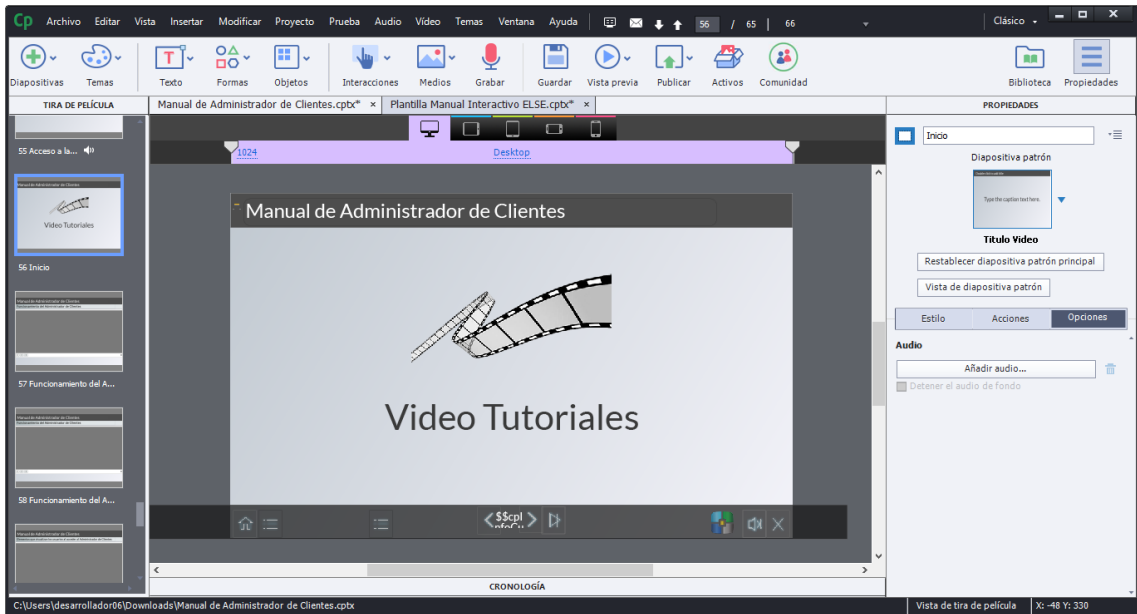 Cp Archivo Editar Vista Insertar Modificar Proyecto Prueba Audio Vídeo Temas Ventana Ayuda 56 / 65 66 Clásico
Diapositivas Temas Texto Formas Objetos Interacciones Medios Grabar Guardar Vista previa Publicar Activos Comunidad Biblioteca Propiedades
TIRA DE PELÍCULA
Manual de Administrador de Clientes.cptx* × Plantilla Manual Interactivo ELSE.cptx* ×
PROPIEDADES
55 Acceso a la...
Video Tutoriales
56 Inicio
57 Funcionamiento del A...
58 Funcionamiento del A...
1024 Desktop
Manual de Administrador de Clientes
Video Tutoriales
$$cpI
CRONOLOGÍA
Inicio
Diapositiva patrón
Type the caption text here.
Titulo Video
Restablecer diapositiva patrón principal
Vista de diapositiva patrón
Estilo Acciones Opciones
Audio
Añadir audio...
Detener el audio de fondo
C:\Users\desarrollador06\Downloads\Manual de Administrador de Clientes.cptx
Vista de tira de película X: -48 Y: 330